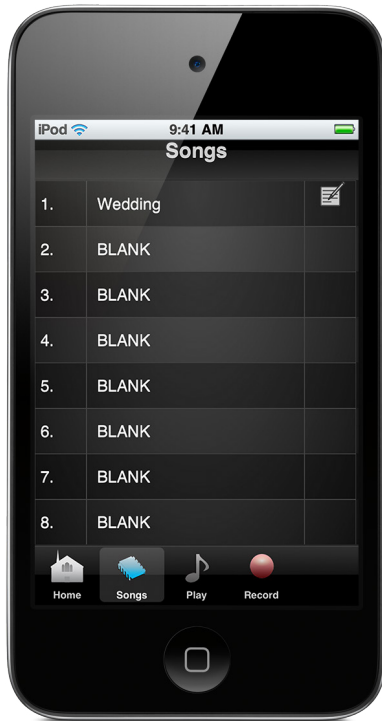 iPod 9:41 AM
Songs
1. Wedding
2. BLANK
3. BLANK
4. BLANK
5. BLANK
6. BLANK
7. BLANK
8. BLANK
Home Songs Play Record